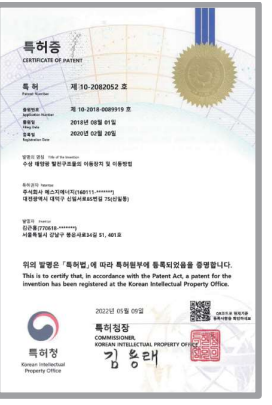 특허증
CERTIFICATE OF PATENT
특 허 제 10-2082052 호
Patent Number
출원번호 제 10-2018-0089919 호
Application Number
출원일 2018년 08월 01일
Filing Date
등록일 2020년 02월 20일
Registration Date
발명의 명칭 Title of the Invention
수상 태양광 발전구조물의 이동장치 및 이동방법
특허권자 Patentee
주식회사 에스지에너지(160111-*******)
대전광역시 대덕구 신일서로85번길 75(신일동)
발명자 Inventor
김근홍(770818-*******)
서울특별시 강남구 봉은사로34길 51, 401호
위의 발명은 「특허법」에 따라 특허원부에 등록되었음을 증명합니다.
This is to certify that, in accordance with the Patent Act, a patent for the
invention has been registered at the Korean Intellectual Property Office.
2022년 05월 09일
특허청
Korean Intellectual
Property Office
특허청장
COMMISSIONER,
KOREAN INTELLECTUAL PROPERTY OFFICE
김용래